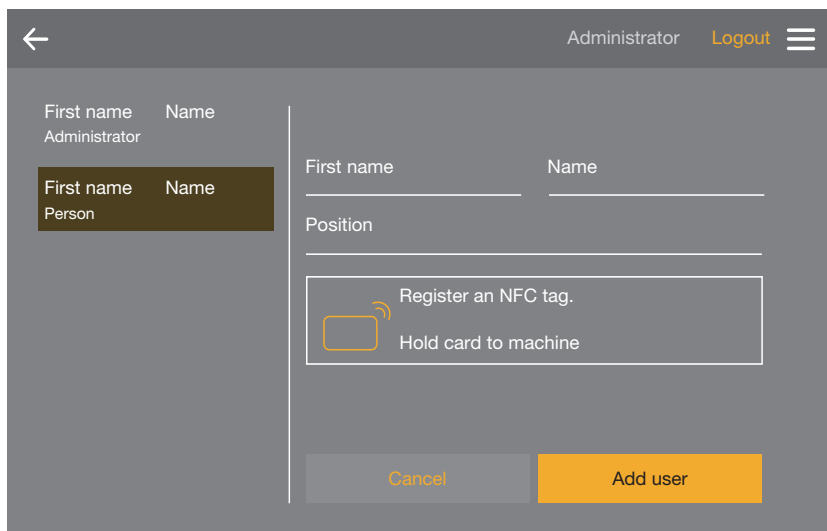 Administrator Logout
First name Name
Administrator
First name Name
Person
First name Name
Position
Register an NFC tag.
Hold card to machine
Cancel Add user